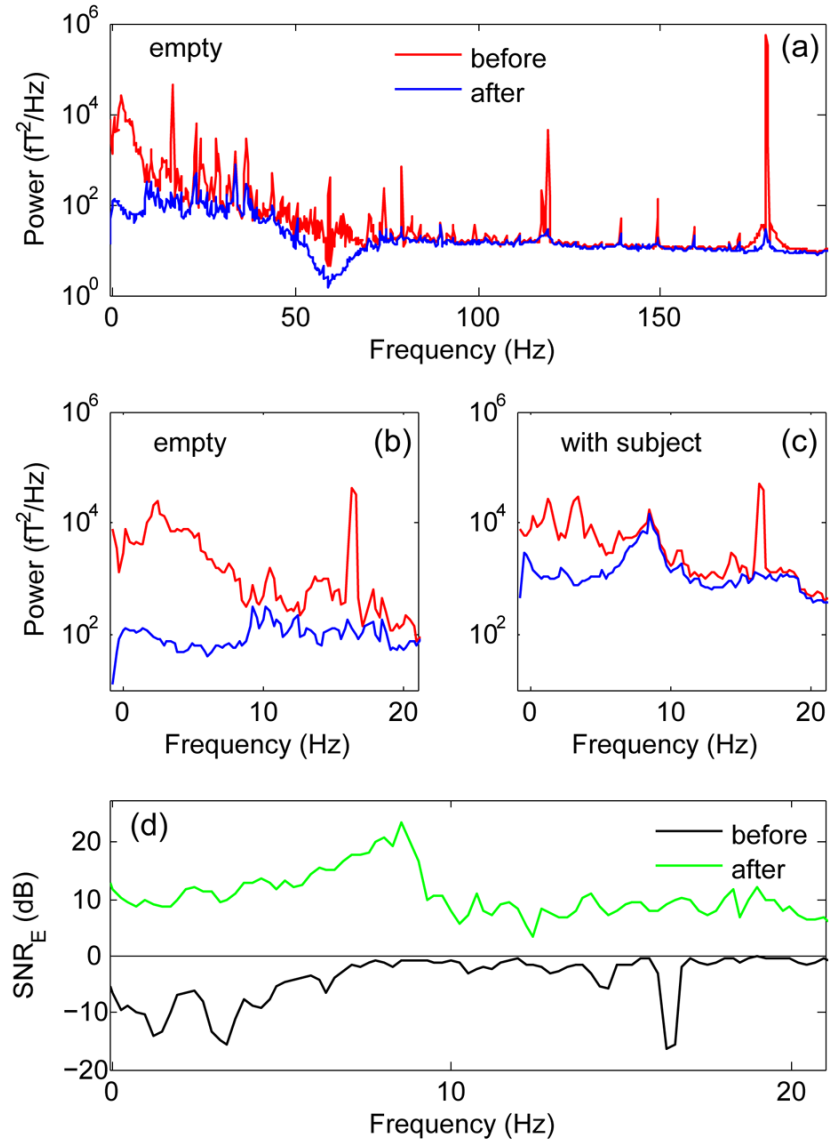 10^6
empty
before
(a)
after
10^4
10^2
10^0
Power (fT^2/Hz)
0
50
100
150
Frequency (Hz)
10^6
empty
(b)
10^4
10^2
Power (fT^2/Hz)
0
10
20
Frequency (Hz)
10^6
with subject
(c)
10^4
10^2
0
10
20
Frequency (Hz)
(d)
before
after
20
10
0
−10
−20
SNR_E (dB)
0
10
20
Frequency (Hz)